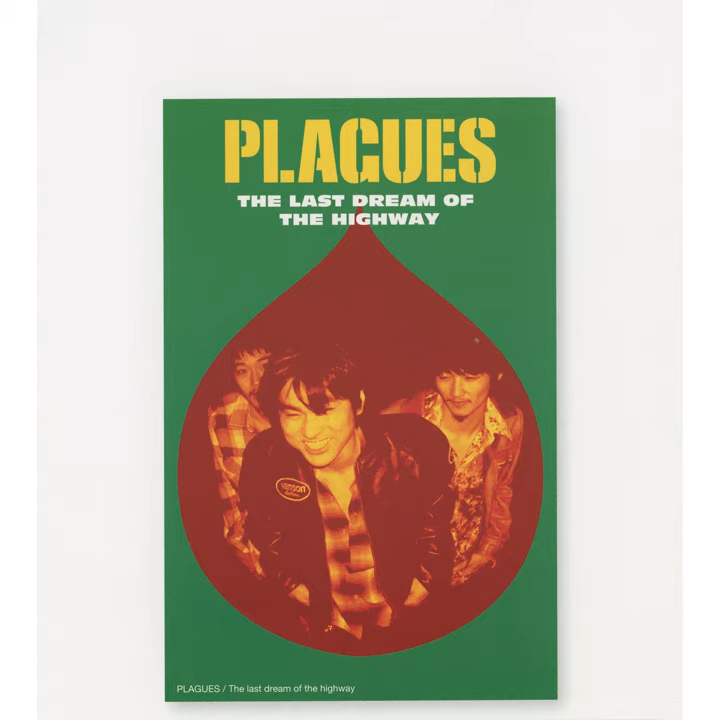 PLAGUES
THE LAST DREAM OF
THE HIGHWAY
vanson
PLAGUES / The last dream of the highway